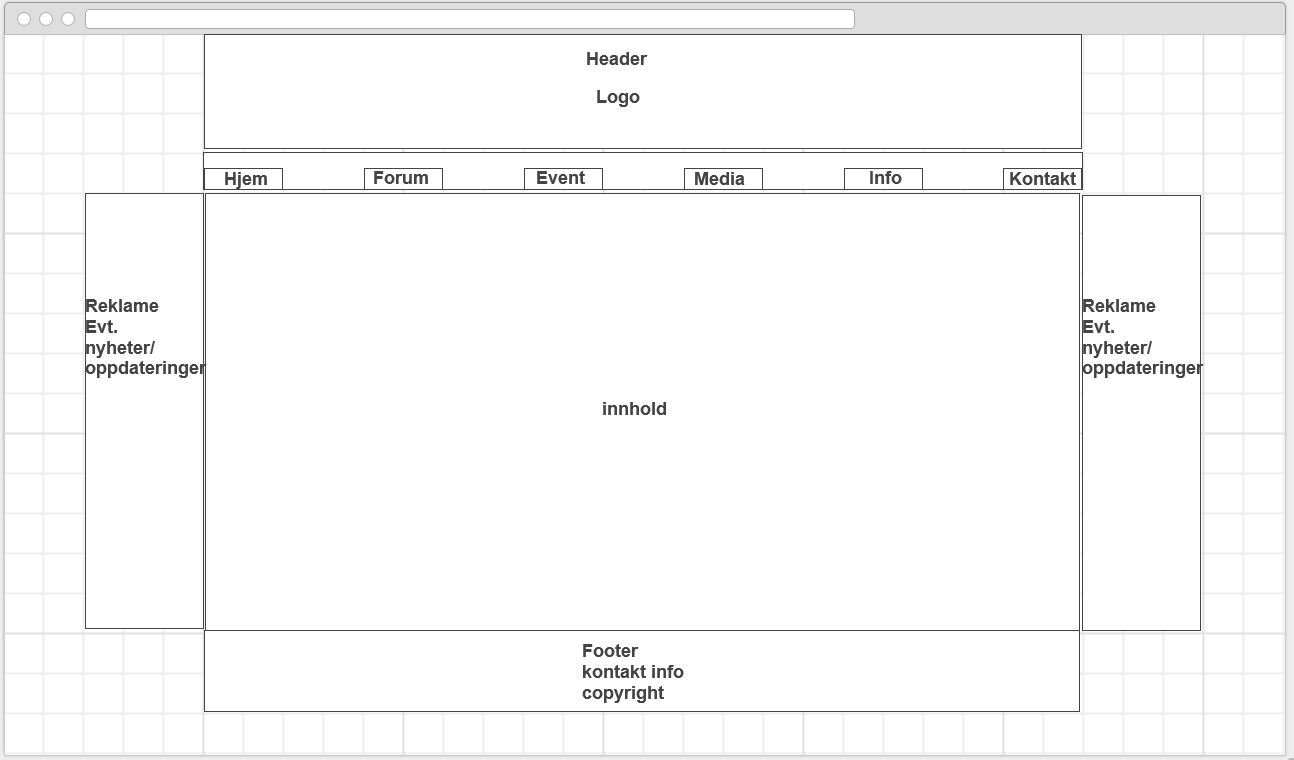 Header
Logo
Hjem
Forum
Event
Media
Info
Kontakt
Reklame
Evt.
nyheter/
oppdateringer
innhold
Reklame
Evt.
nyheter/
oppdateringer
Footer
kontakt info
copyright